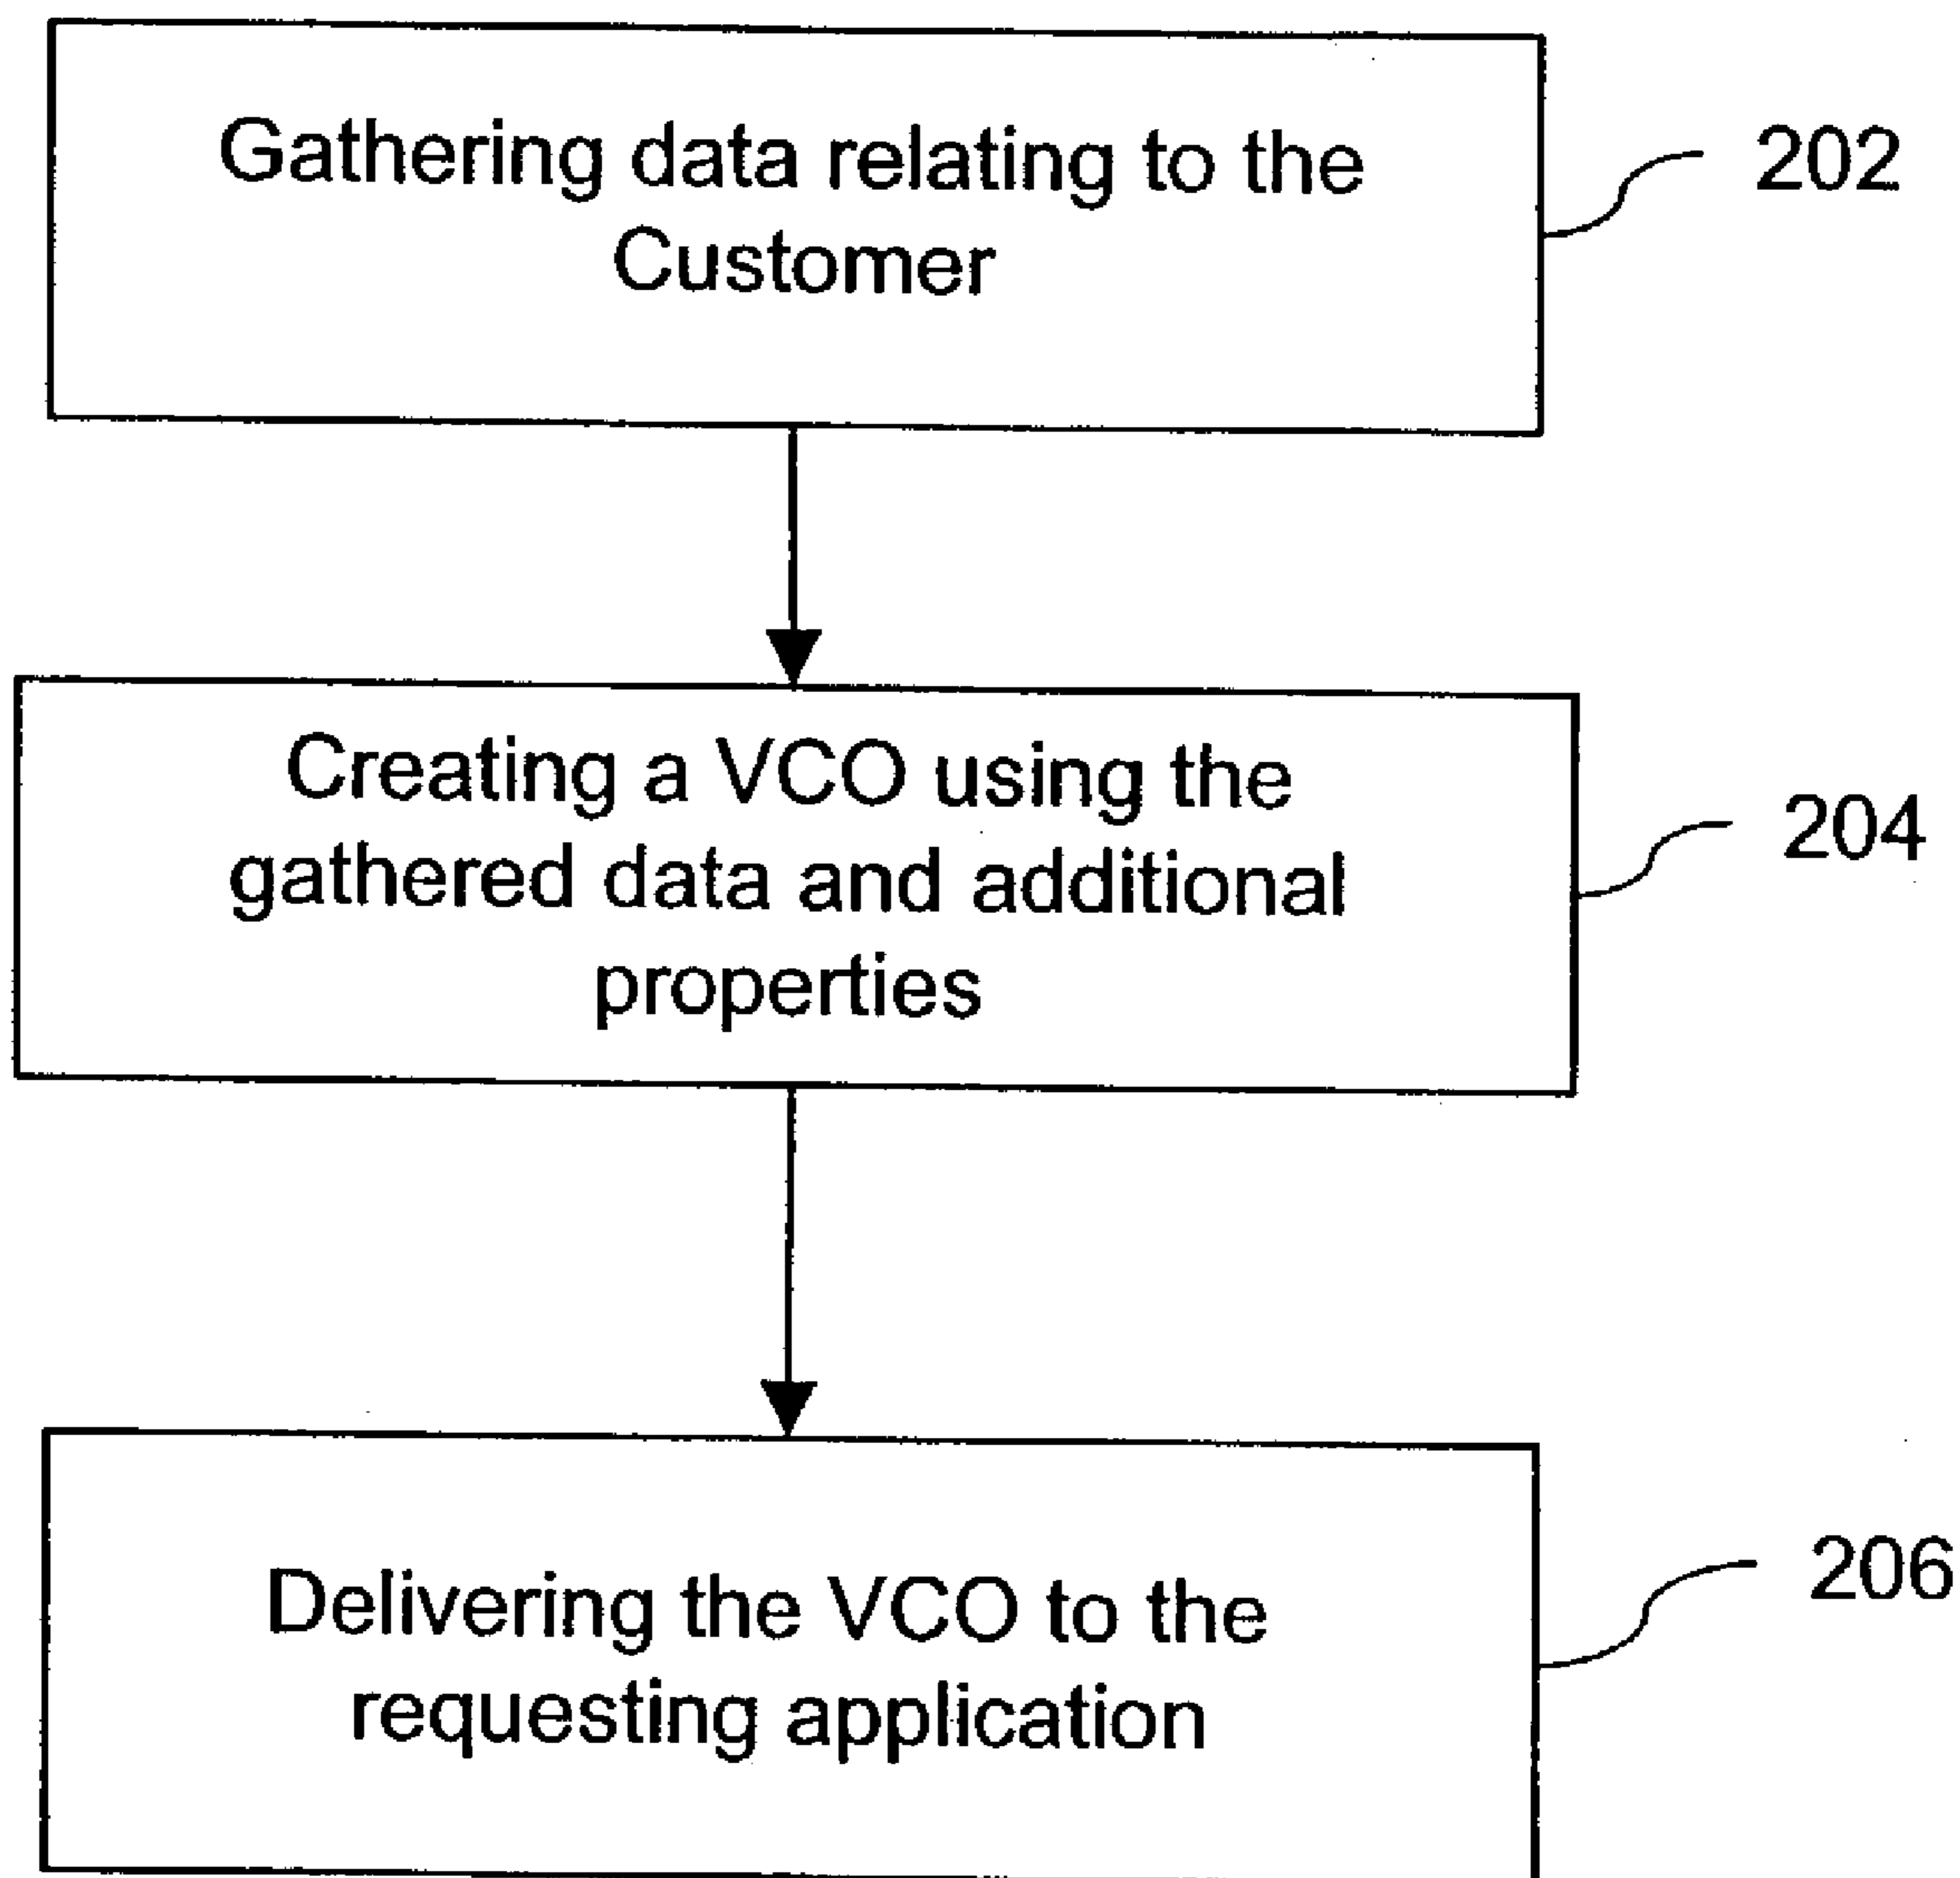 Gathering data relating to the
Customer
202
Creating a VCO using the
gathered data and additional
properties
204
Delivering the VCO to the
requesting application
206